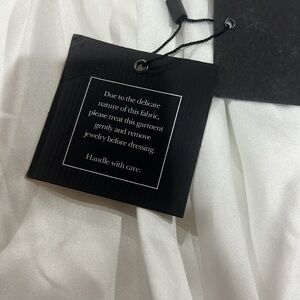 Due to the delicate
nature of this fabric,
please treat this garment
gently and remove
jewelry before dressing.
Handle with care.